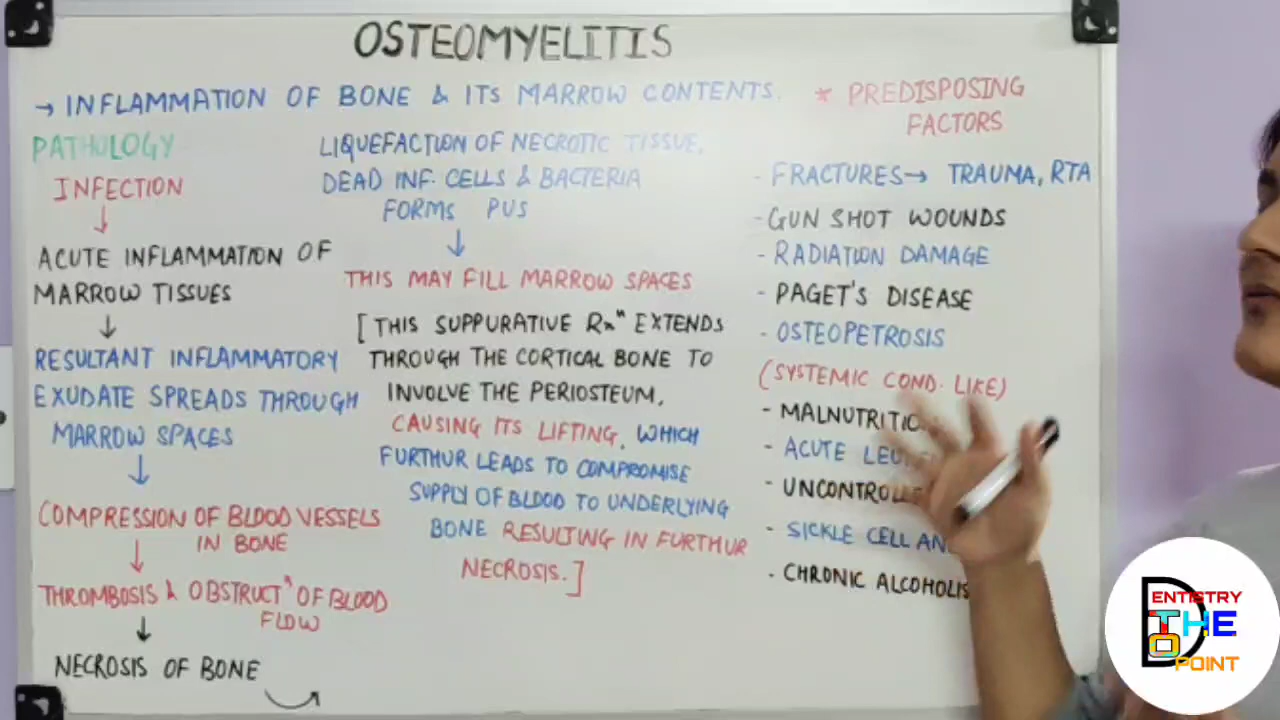 OSTEOMYELITIS
→ INFLAMMATION OF BONE & ITS MARROW CONTENTS.
PATHOLOGY
INFECTION
↓
ACUTE INFLAMMATION OF
MARROW TISSUES
↓
RESULTANT INFLAMMATORY
EXUDATE SPREADS THROUGH
MARROW SPACES
↓
COMPRESSION OF BLOOD VESSELS
IN BONE
↓
THROMBOSIS & OBSTRUCTⁿ OF BLOOD
FLOW
↓
NECROSIS OF BONE
LIQUEFACTION OF NECROTIC TISSUE,
DEAD INF. CELLS & BACTERIA
FORMS PUS
↓
THIS MAY FILL MARROW SPACES
[THIS SUPPURATIVE Rxⁿ EXTENDS
THROUGH THE CORTICAL BONE TO
INVOLVE THE PERIOSTEUM,
CAUSING ITS LIFTING, WHICH
FURTHUR LEADS TO COMPROMISE
SUPPLY OF BLOOD TO UNDERLYING
BONE RESULTING IN FURTHUR
NECROSIS.]
* PREDISPOSING
FACTORS
- FRACTURES → TRAUMA, RTA
- GUN SHOT WOUNDS
- RADIATION DAMAGE
- PAGET'S DISEASE
- OSTEOPETROSIS
(SYSTEMIC COND. LIKE)
- MALNUTRITIO
- ACUTE
-
- SICKLE CELL
- CHRONIC ALCOHOLIS
DENTISTRY
THE
TO
POINT